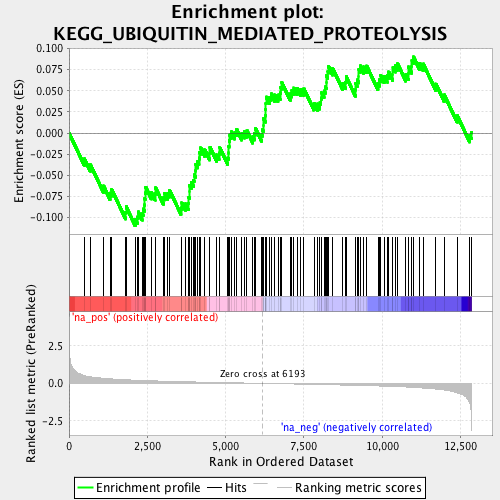 Enrichment plot:
KEGG_UBIQUITIN_MEDIATED_PROTEOLYSIS
Enrichment score (ES)
0.100
0.075
0.050
0.025
0.000
-0.025
-0.050
-0.075
-0.100
'na_pos' (positively correlated)
Ranked list metric (PreRanked)
2.5
0.0
-2.5
Zero cross at 6193
'na_neg' (negatively correlated)
0
2,500
5,000
7,500
10,000
12,500
Rank in Ordered Dataset
Enrichment profile
Hits
Ranking metric scores